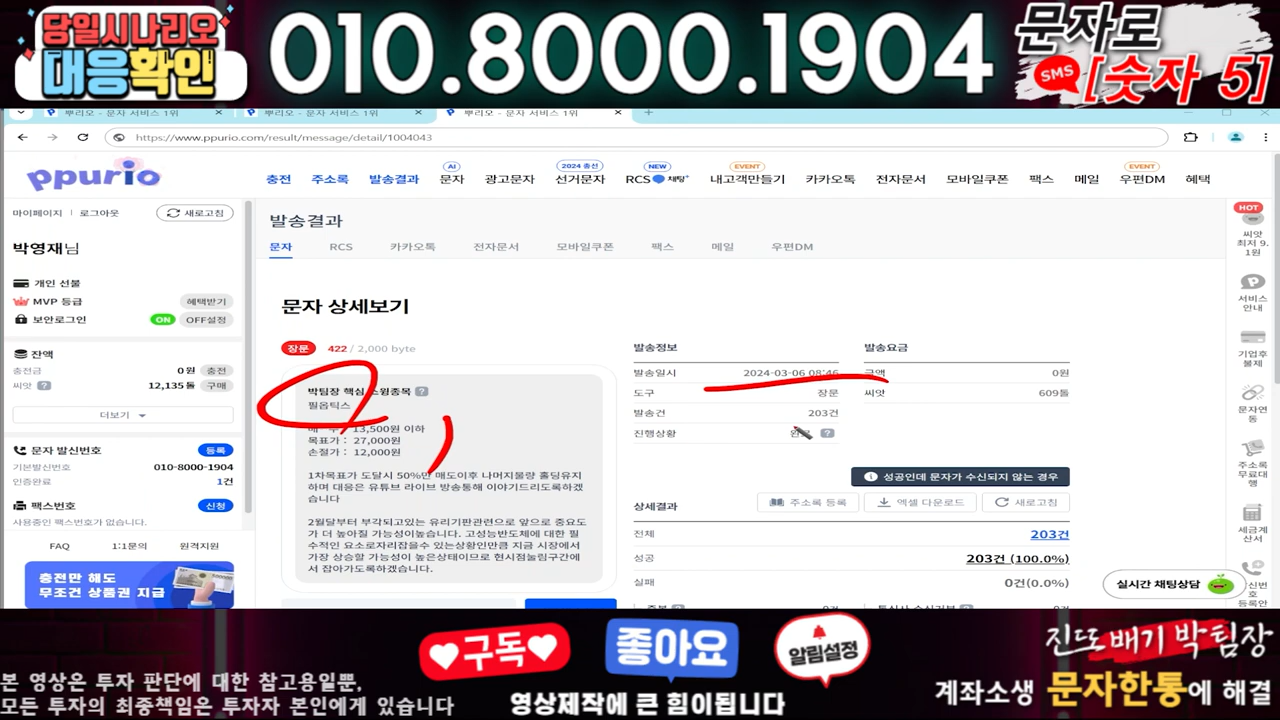 당일시나리오
대응확인
010.8000.1904
문자로
SMS
[숫자 5]
뿌리오 - 문자 서비스 1위
뿌리오 - 문자 서비스 1위
뿌리오 - 문자 서비스 1위
https://www.ppurio.com/result/message/detail/1004043
ppurio
충전 주소록 발송결과 문자 광고문자 선거문자 RCS 채팅+ 내고객만들기 카카오톡 전자문서 모바일쿠폰 팩스 메일 우편DM 혜택
AI 2024 총선 NEW EVENT EVENT
마이페이지 | 로그아웃 새로고침
박영재님
개인 선불
MVP 등급 혜택받기
보안로그인 ON OFF설정
잔액
충전금 0원 충전
씨앗 ? 12,135톨 구매
더보기
문자 발신번호 등록
기본발신번호 010-8000-1904
인증완료 1건
팩스번호 신청
사용중인 팩스번호가 없습니다.
FAQ 1:1문의 원격지원
충전만 해도
무조건 상품권 지급
발송결과
문자 RCS 카카오톡 전자문서 모바일쿠폰 팩스 메일 우편DM
문자 상세보기
장문 422 / 2,000 byte
박팀장 핵심 스윙종목 ?
필옵틱스
13,500원 이하
목표가 : 27,000원
손절가 : 12,000원
1차목표가 도달시 50%만 매도이후 나머지물량 홀딩유지
하며 대응은 유튜브 라이브 방송통해 이야기드리도록하겠
습니다
2월달부터 부각되고있는 유리기판관련으로 앞으로 중요도
가 더 높아질 가능성이높습니다. 고성능반도체에 대한 필
수적인 요소로자리잡을수 있는상황인만큼 지금 시장에서
가장 상승할 가능성이 높은상태이므로 현시점눌림구간에
서 잡아가도록하겠습니다.
발송정보
발송일시 2024-03-06 08:46
도구 장문
발송건 203건
진행상황 완료 ?
발송요금
금액 0원
씨앗 609톨
성공인데 문자가 수신되지 않는 경우
상세결과 주소록 등록 엑셀 다운로드 새로고침
전체 203건
성공 203건 (100.0%)
실패 0건(0.0%)
HOT
씨앗
최저 9.
1원
서비스
안내
기업후
불제
문자연
동
주소록
무료대
행
세금계
산서
발신번
호
등록안
실시간 채팅상담
본 영상은 투자 판단에 대한 참고용일뿐,
모든 투자의 최종책임은 투자자 본인에게 있습니다
구독
좋아요
알림설정
영상제작에 큰 힘이됩니다
진또배기 박팀장
계좌소생 문자한통에 해결